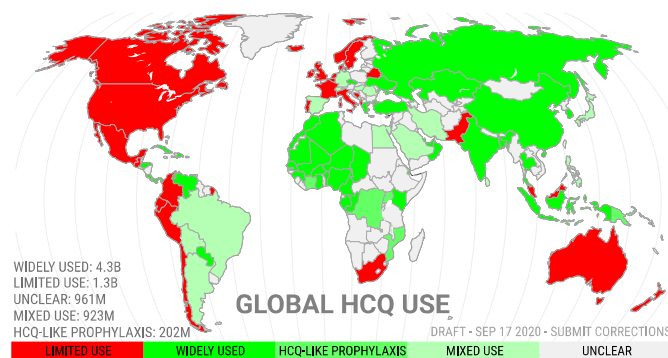 WIDELY USED: 4.3B
LIMITED USE: 1.3B
UNCLEAR: 961M
MIXED USE: 923M
HCQ-LIKE PROPHYLAXIS: 202M
GLOBAL HCQ USE
DRAFT - SEP 17 2020 - SUBMIT CORRECTIONS
LIMITED USE WIDELY USED HCQ-LIKE PROPHYLAXIS MIXED USE UNCLEAR